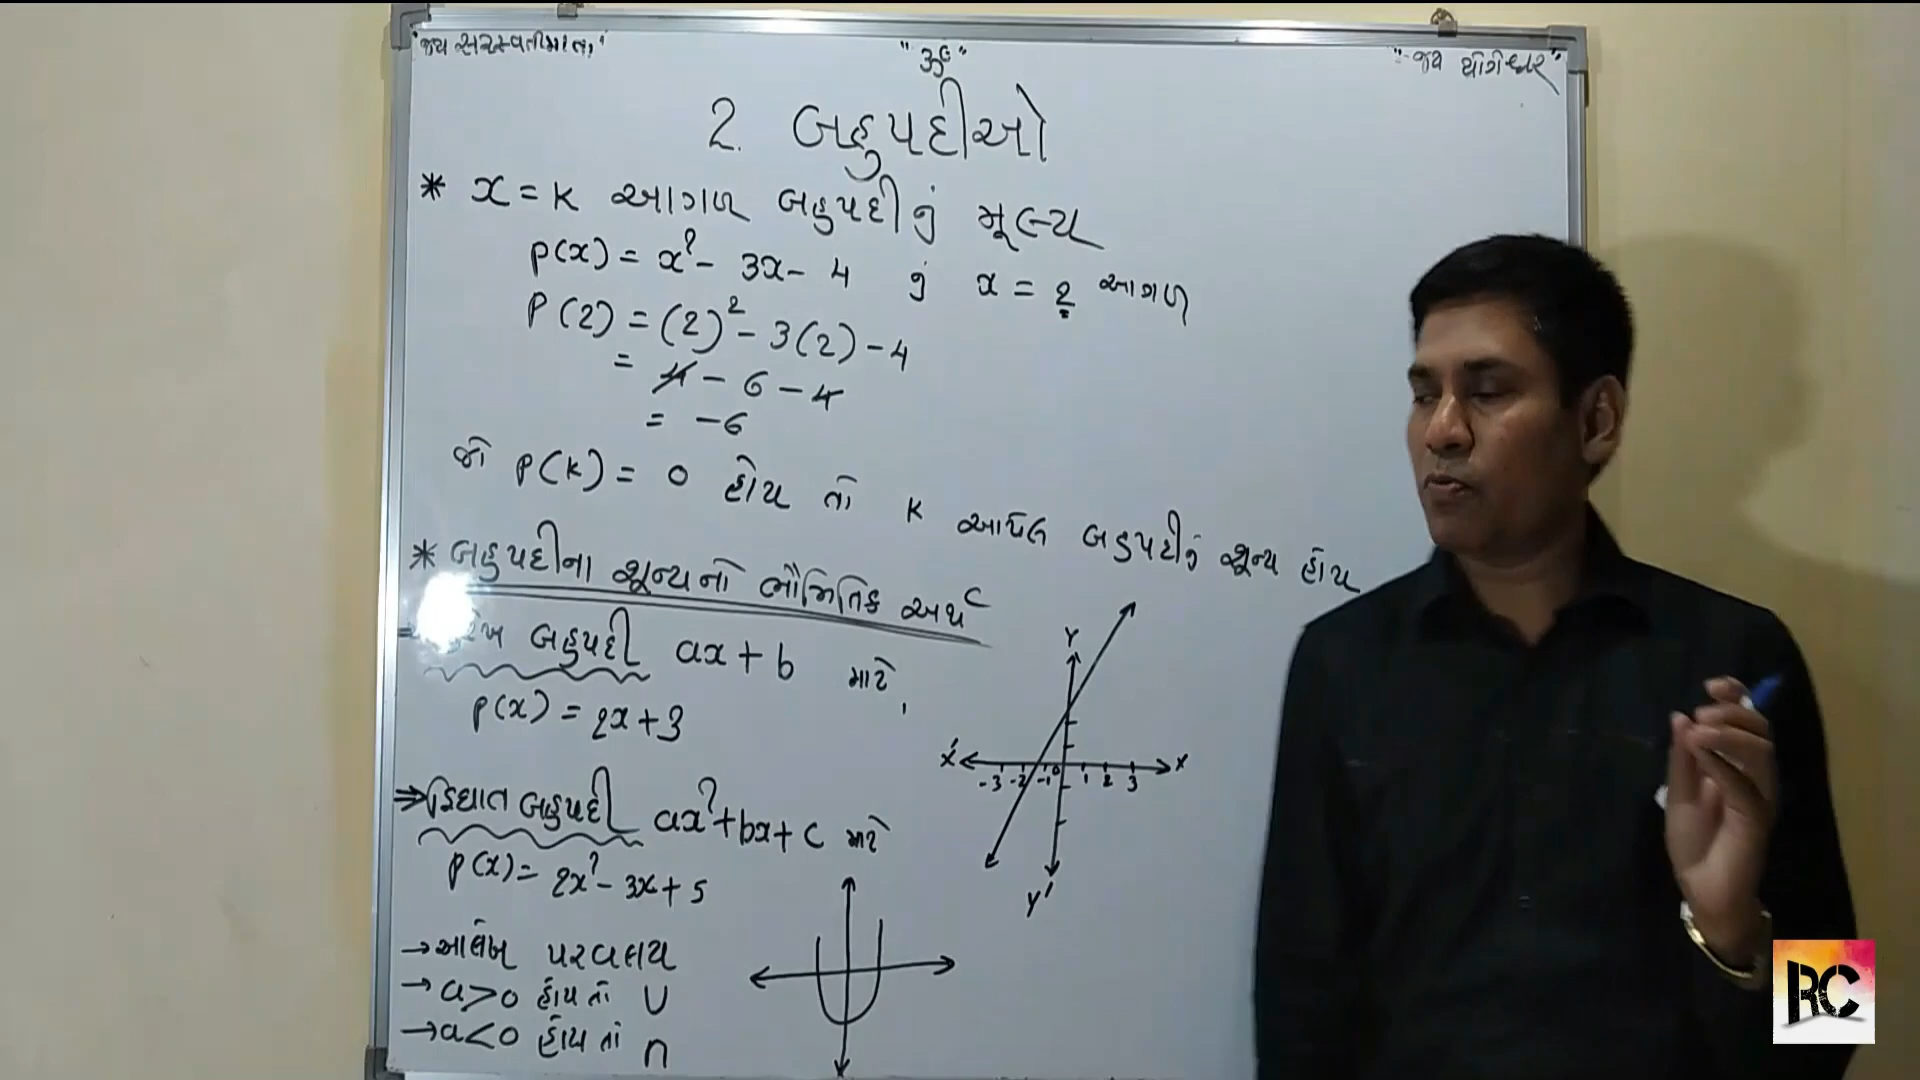 "જય સરસ્વતીમાતા"
"ૐ"
"જય યોગેશ્વર"
2. બહુપદીઓ
* x = k આગળ બહુપદીનું મૂલ્ય
p(x) = x² - 3x - 4 નું x = 2 આગળ
P(2) = (2)² - 3(2) - 4
= 4 - 6 - 4
= -6
જો P(k) = 0 હોય તો k આપેલ બહુપદીનું શૂન્ય હોય
* બહુપદીના શૂન્યનો ભૌમિતિક અર્થ
બહુપદી ax + b માટે,
p(x) = 2x + 3
⇒ દ્વિઘાત બહુપદી ax² + bx + c માટે
p(x) = 2x² - 3x + 5
→ આલેખ પરવલય
→ a > 0 હોય તો U
→ a < 0 હોય તો ∩
Y
X' X
-3 -2 -1 0 1 2 3
Y'
RC